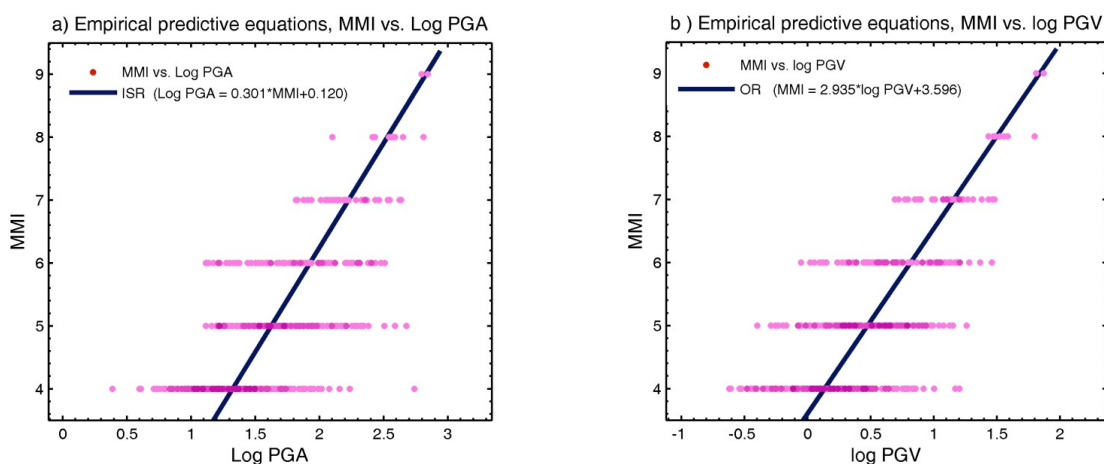 a) Empirical predictive equations, MMI vs. Log PGA
MMI vs. Log PGA
ISR (Log PGA = 0.301*MMI+0.120)
MMI
9
8
7
6
5
4
0 0.5 1 1.5 2 2.5 3
Log PGA
b ) Empirical predictive equations, MMI vs. log PGV
MMI vs. log PGV
OR (MMI = 2.935*log PGV+3.596)
MMI
9
8
7
6
5
4
-1 -0.5 0 0.5 1 1.5 2
log PGV